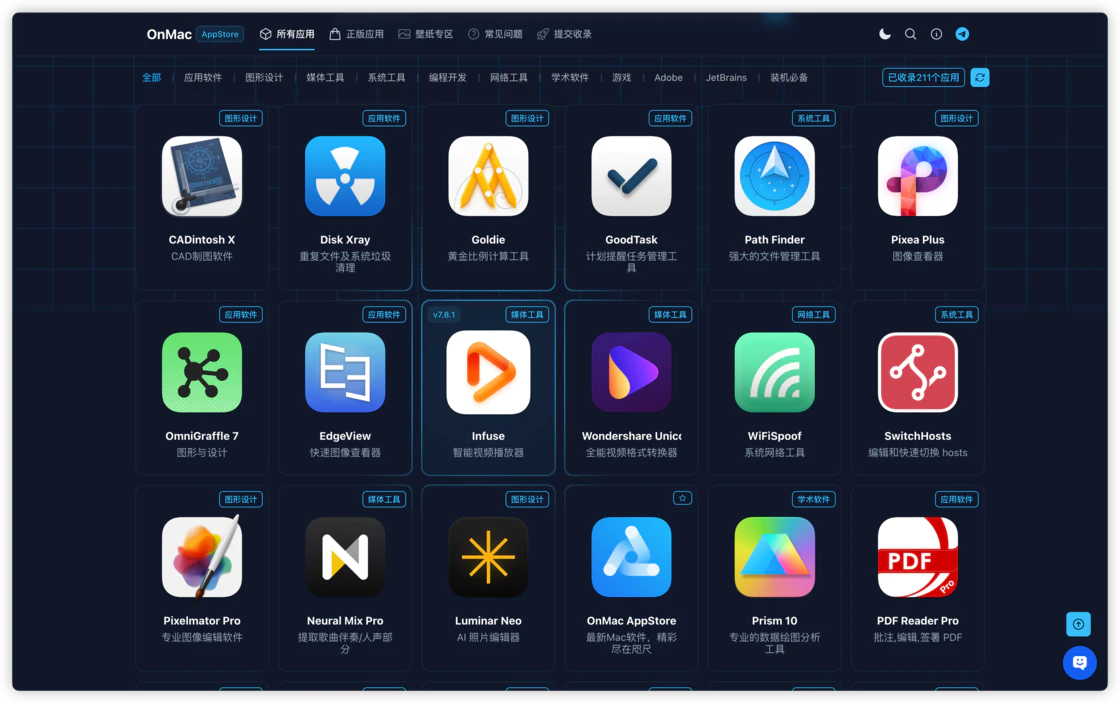 OnMac AppStore 所有应用 正版应用 壁纸专区 常见问题 提交收录
全部 应用软件 图形设计 媒体工具 系统工具 编程开发 网络工具 学术软件 游戏 Adobe JetBrains 装机必备 已收录211个应用
图形设计 应用软件 图形设计 应用软件 系统工具 图形设计
CADintosh X Disk Xray Goldie GoodTask Path Finder Pixea Plus
CAD制图软件 重复文件及系统垃圾 黄金比例计算工具 计划提醒任务管理工 强大的文件管理工具 图像查看器
清理 具
应用软件 应用软件 v7.8.1 媒体工具 媒体工具 网络工具 系统工具
OmniGraffle 7 EdgeView Infuse Wondershare Unico WiFiSpoof SwitchHosts
图形与设计 快速图像查看器 智能视频播放器 全能视频格式转换器 系统网络工具 编辑和快速切换 hosts
图形设计 媒体工具 图形设计 学术软件 应用软件
PDF
Pro
Pixelmator Pro Neural Mix Pro Luminar Neo OnMac AppStore Prism 10 PDF Reader Pro
专业图像编辑软件 提取歌曲伴奏/人声部 AI 照片编辑器 最新Mac软件，精彩 专业的数据绘图分析 批注,编辑,签署 PDF
分 尽在咫尺 工具